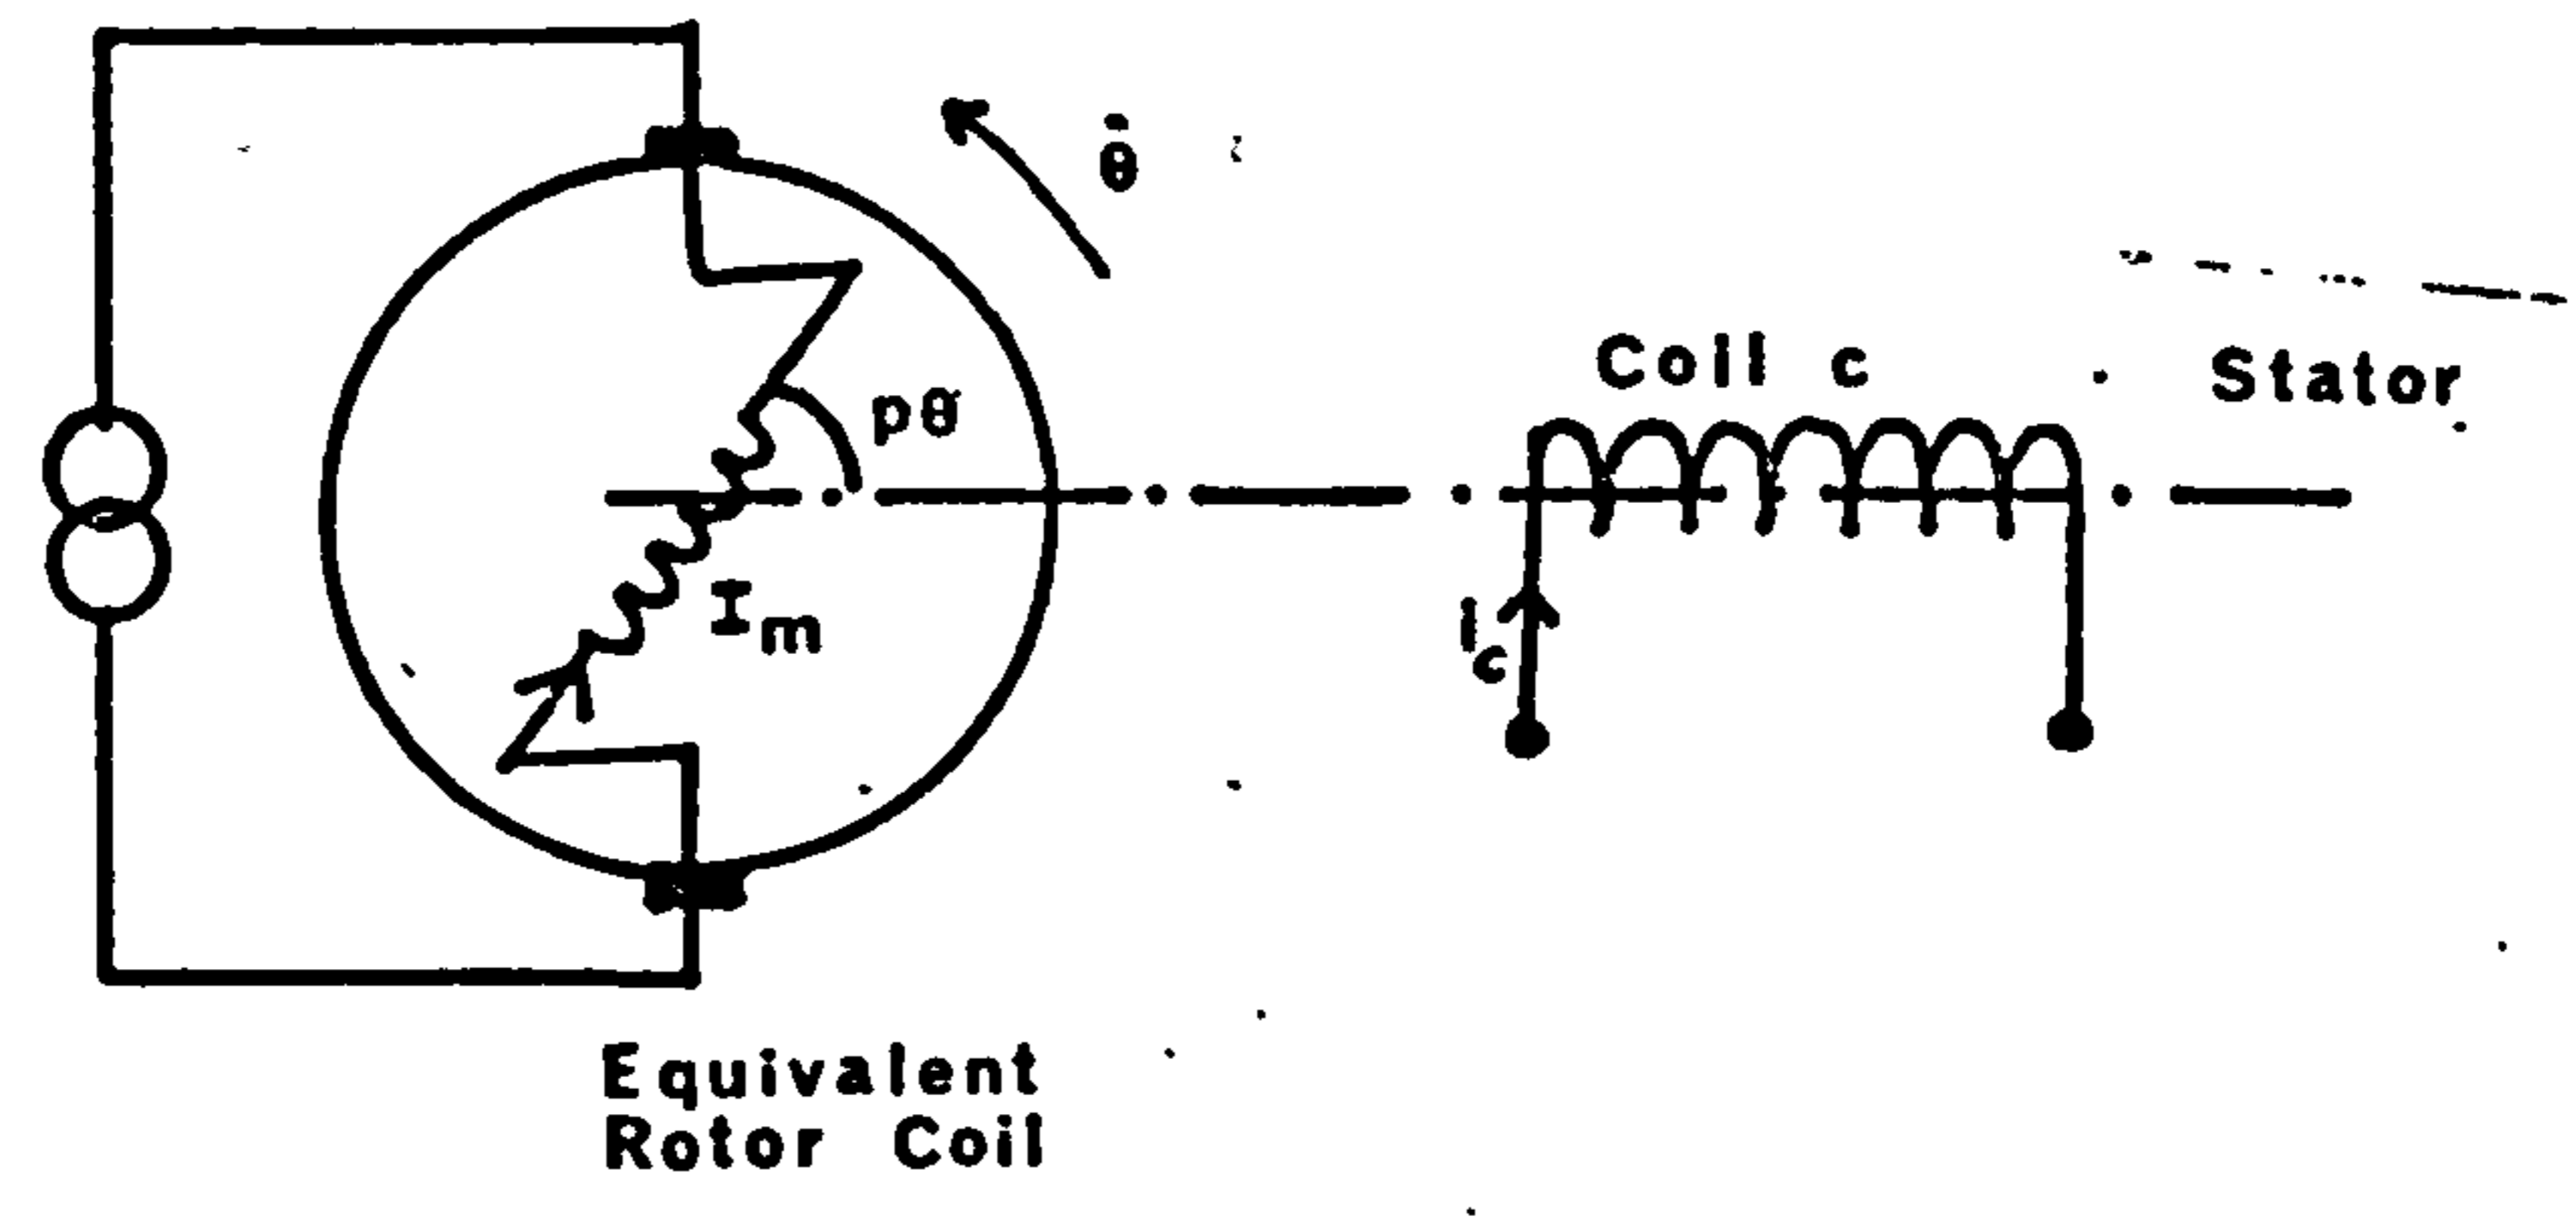 θ̇
Coil c
Stator
pθ
I_m
i_c
Equivalent
Rotor Coil